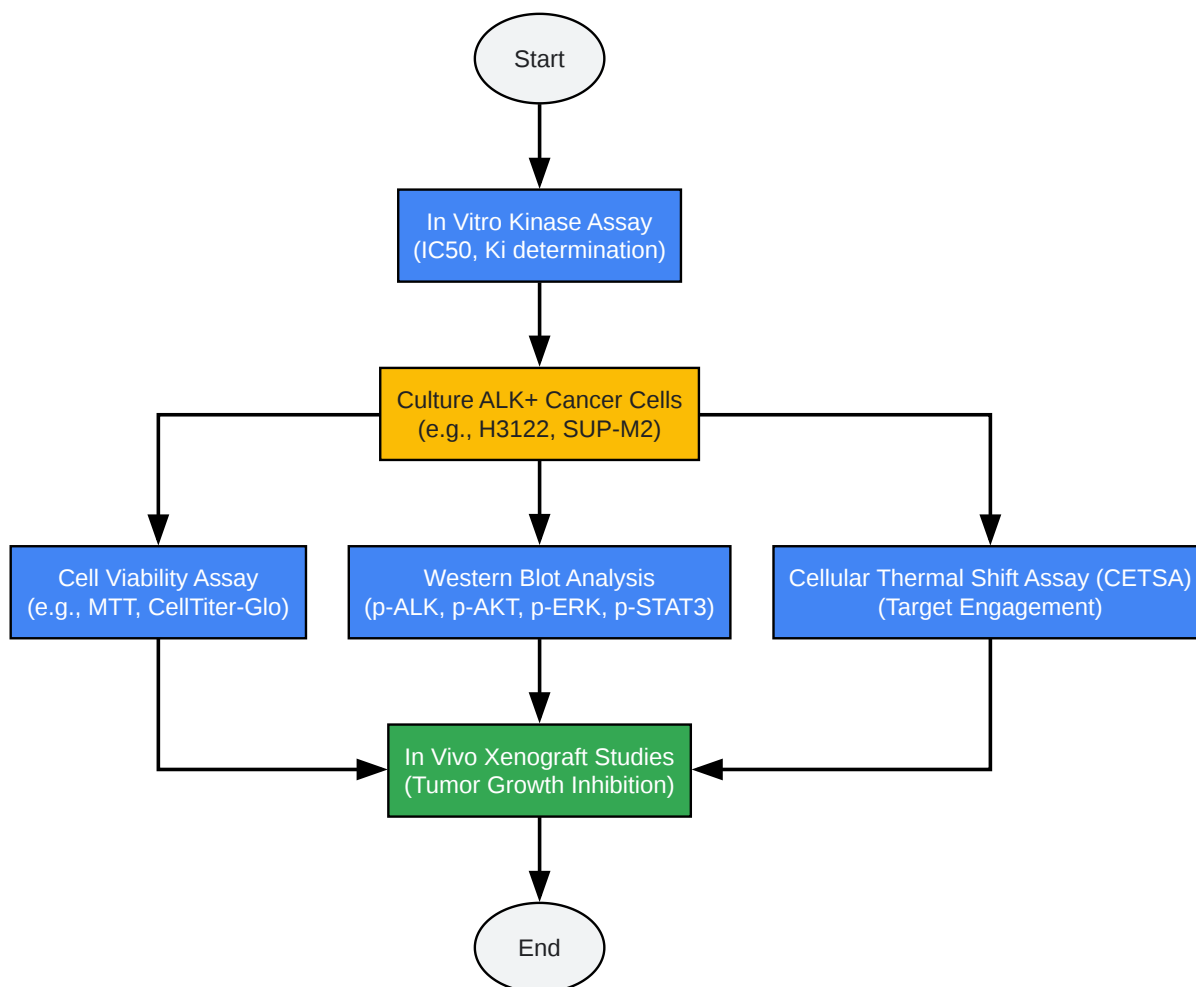 Start
In Vitro Kinase Assay
(IC50, Ki determination)
Culture ALK+ Cancer Cells
(e.g., H3122, SUP-M2)
Cell Viability Assay
(e.g., MTT, CellTiter-Glo)
Western Blot Analysis
(p-ALK, p-AKT, p-ERK, p-STAT3)
Cellular Thermal Shift Assay (CETSA)
(Target Engagement)
In Vivo Xenograft Studies
(Tumor Growth Inhibition)
End